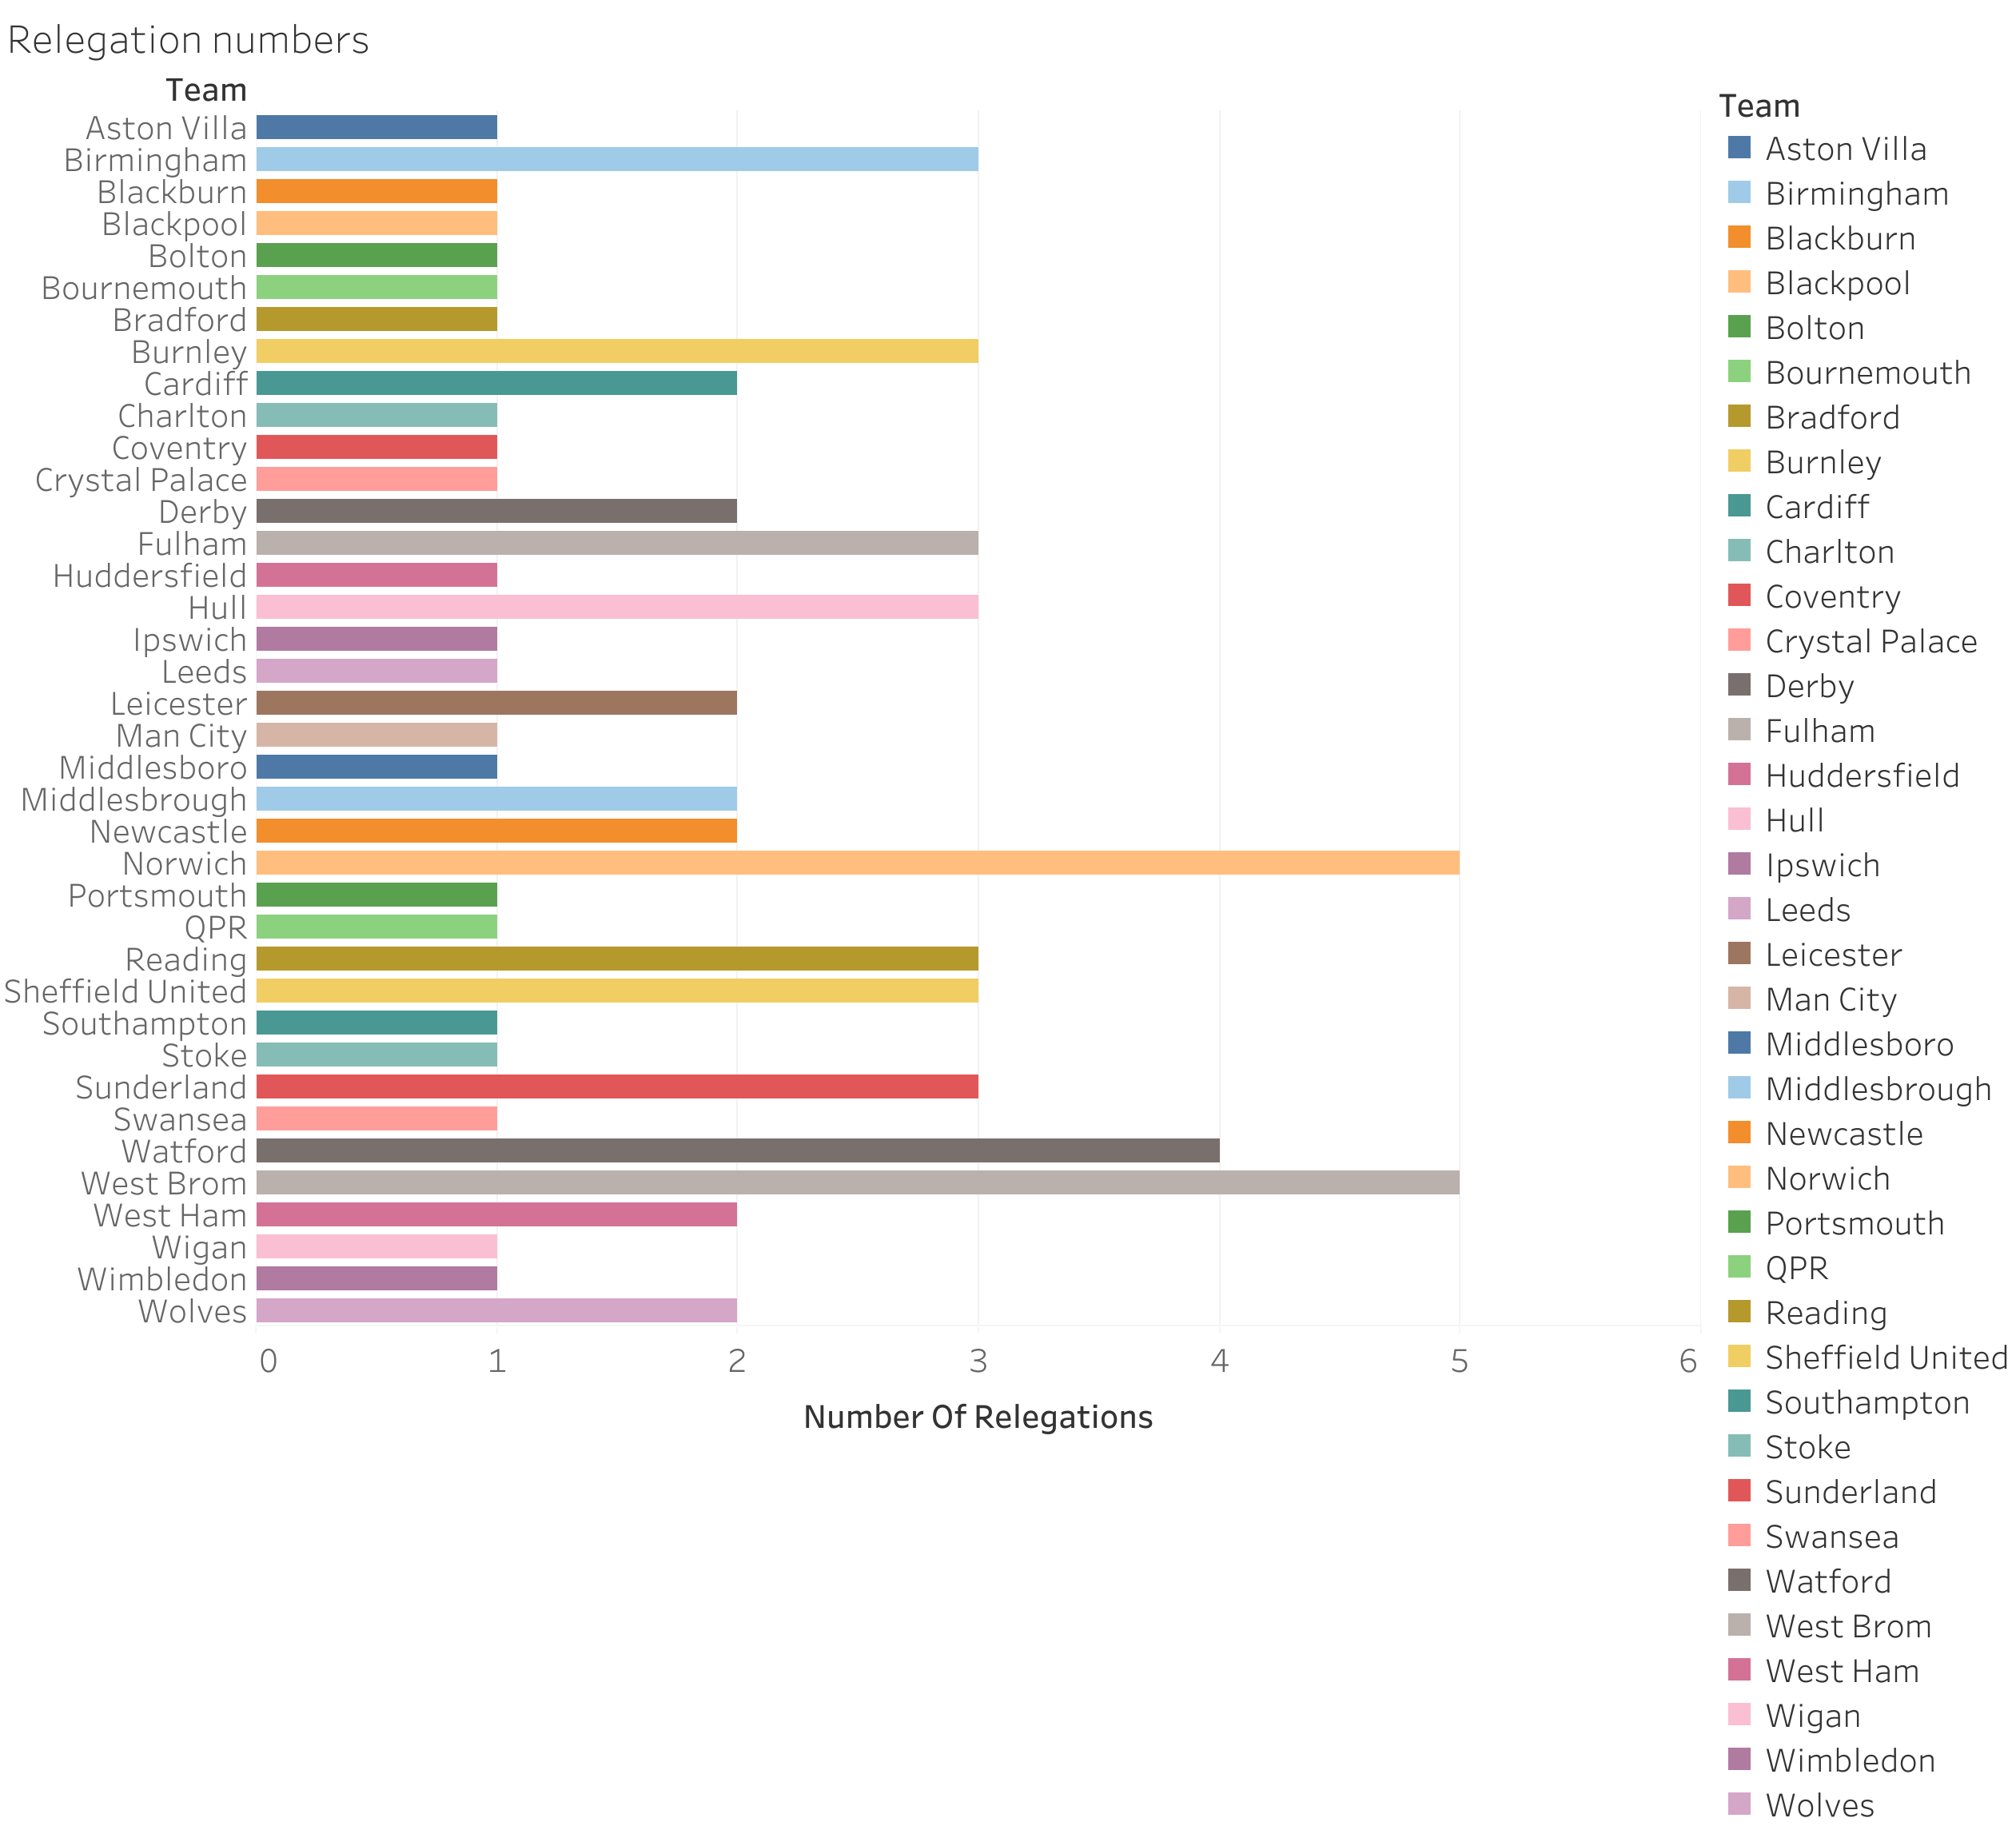 Relegation numbers
Team
Aston Villa
Birmingham
Blackburn
Blackpool
Bolton
Bournemouth
Bradford
Burnley
Cardiff
Charlton
Coventry
Crystal Palace
Derby
Fulham
Huddersfield
Hull
Ipswich
Leeds
Leicester
Man City
Middlesboro
Middlesbrough
Newcastle
Norwich
Portsmouth
QPR
Reading
Sheffield United
Southampton
Stoke
Sunderland
Swansea
Watford
West Brom
West Ham
Wigan
Wimbledon
Wolves
0 1 2 3 4 5 6
Number Of Relegations
Team
Aston Villa
Birmingham
Blackburn
Blackpool
Bolton
Bournemouth
Bradford
Burnley
Cardiff
Charlton
Coventry
Crystal Palace
Derby
Fulham
Huddersfield
Hull
Ipswich
Leeds
Leicester
Man City
Middlesboro
Middlesbrough
Newcastle
Norwich
Portsmouth
QPR
Reading
Sheffield United
Southampton
Stoke
Sunderland
Swansea
Watford
West Brom
West Ham
Wigan
Wimbledon
Wolves